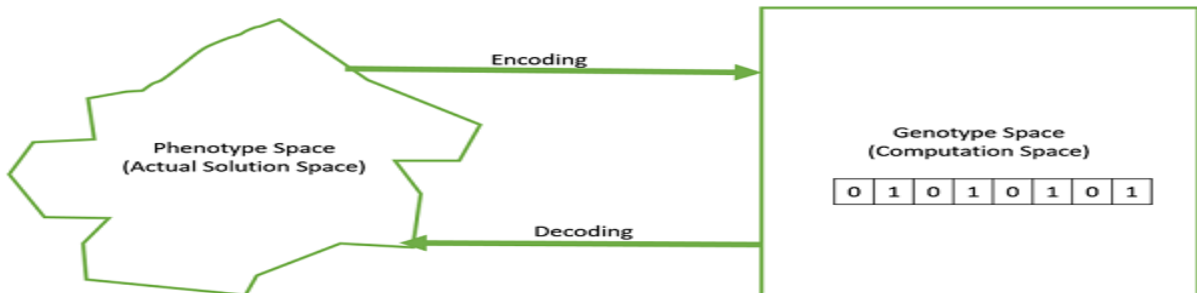 Encoding
Phenotype Space
(Actual Solution Space)
Genotype Space
(Computation Space)
0 1 0 1 0 1 0 1
Decoding